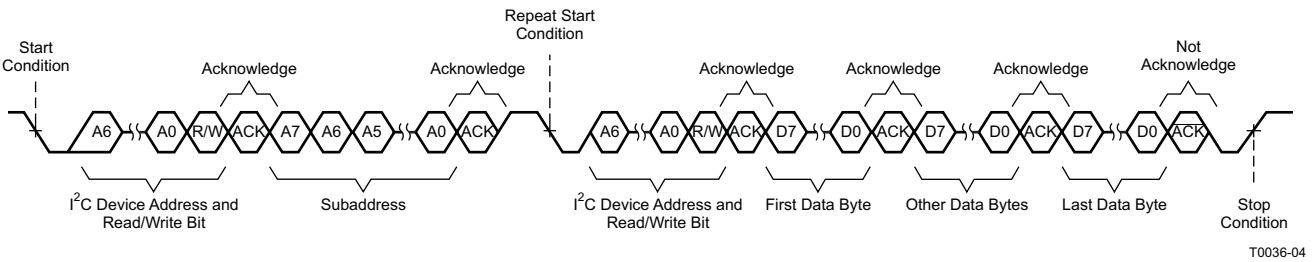 Repeat Start
Condition
Start
Condition
Not
Acknowledge
Acknowledge
Acknowledge
Acknowledge
Acknowledge
Acknowledge
A6 A0 R/W ACK A7 A6 A5 A0 ACK A6 A0 R/W ACK D7 D0 ACK D7 D0 ACK D7 D0 ACK
I²C Device Address and
Read/Write Bit
Subaddress
I²C Device Address and
Read/Write Bit
First Data Byte
Other Data Bytes
Last Data Byte
Stop
Condition
T0036-04